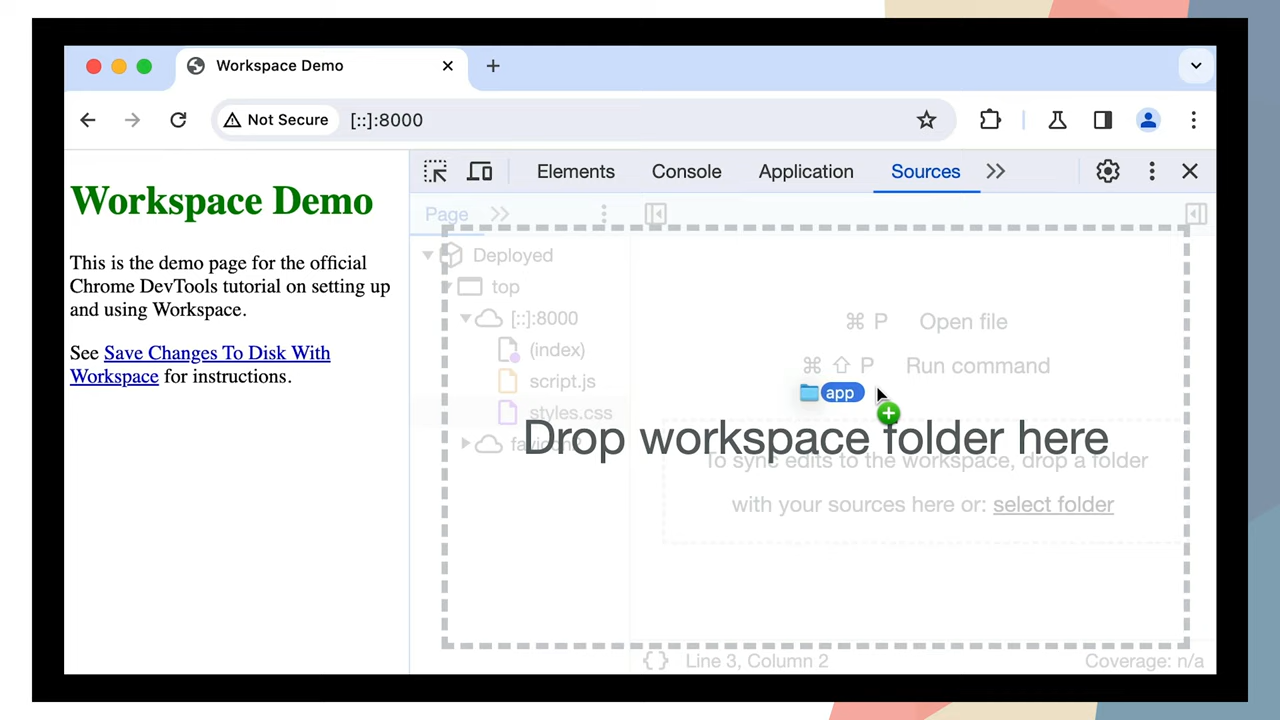 Workspace Demo
Not Secure
[::]:8000
Workspace Demo
This is the demo page for the official
Chrome DevTools tutorial on setting up
and using Workspace.
See Save Changes To Disk With
Workspace for instructions.
Elements Console Application Sources
Page
Deployed
top
[::]:8000
(index)
script.js
styles.css
⌘ P Open file
⌘ ⇧ P Run command
app
Drop workspace folder here
To sync edits to the workspace, drop a folder
with your sources here or: select folder
{ } Line 3, Column 2 Coverage: n/a